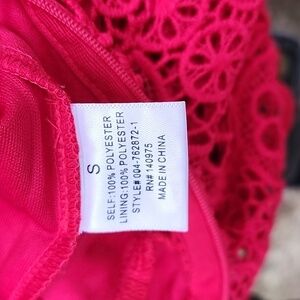 S
SELF:100% POLYESTER
LINING:100% POLYESTER
STYLE# 004-762872-1
RN# 140975
MADE IN CHINA